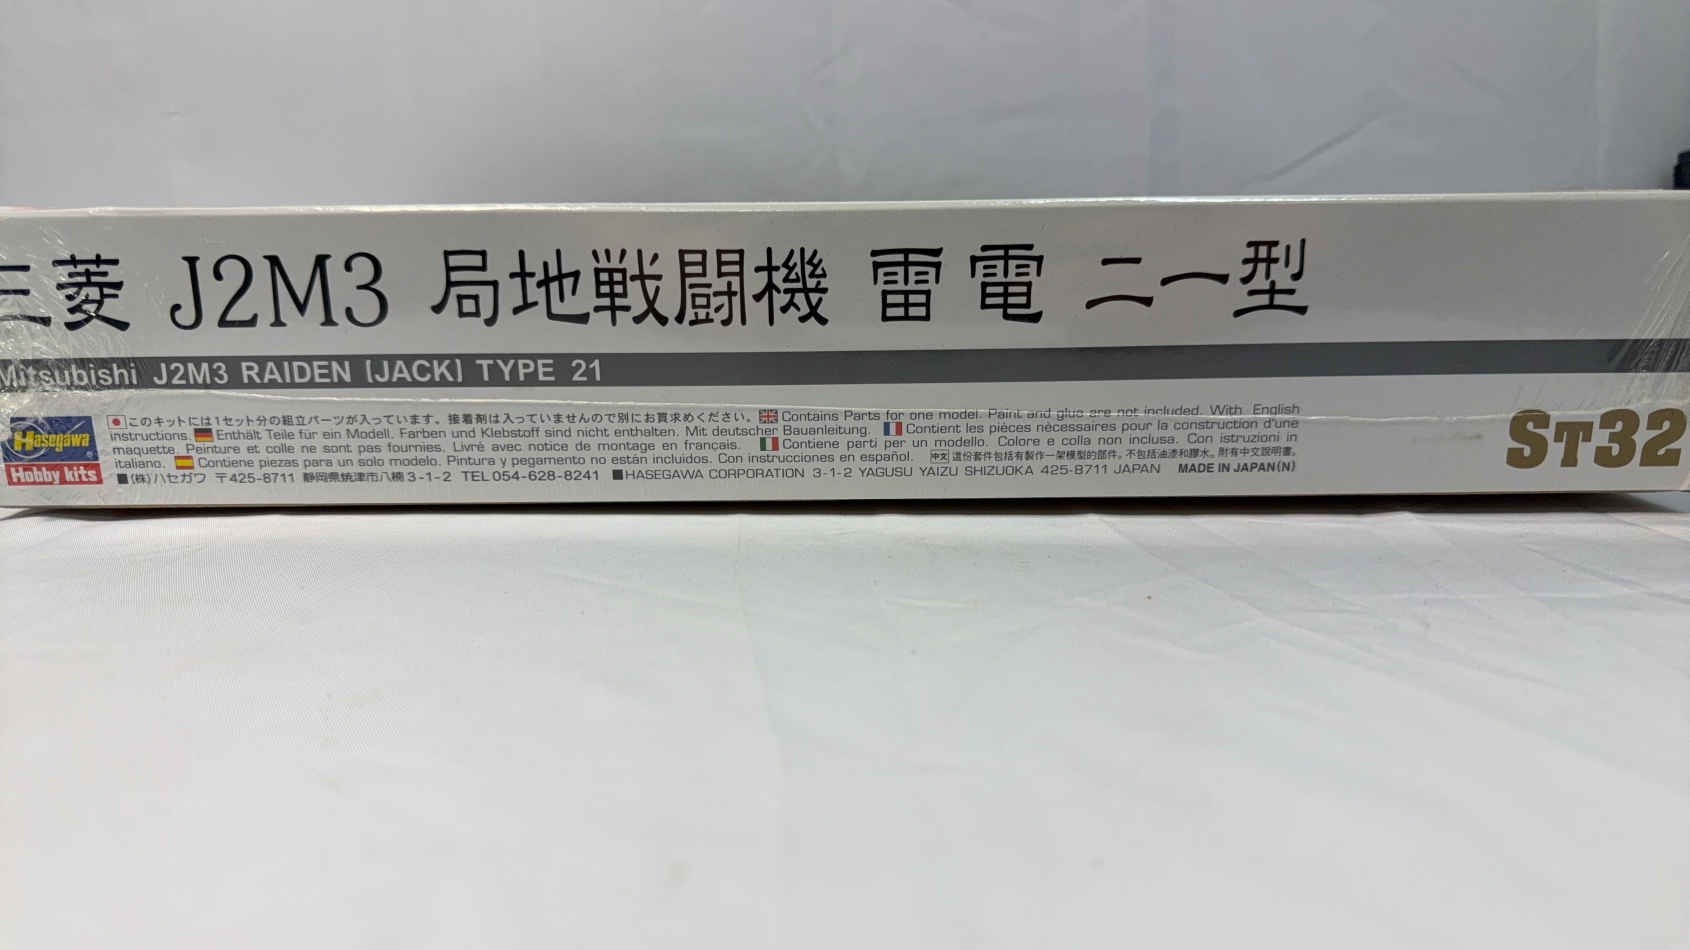 三菱 J2M3 局地戦闘機 雷電 二一型
Mitsubishi J2M3 RAIDEN [JACK] TYPE 21
Hasegawa
Hobby kits
このキットには1セット分の組立パーツが入っています。接着剤は入っていませんので別にお買求めください。 Contains Parts for one model. Paint and glue are not included. With English
instructions. Enthält Teile für ein Modell. Farben und Klebstoff sind nicht enthalten. Mit deutscher Bauanleitung. Contient les pièces nécessaires pour la construction d'une
maquette. Peinture et colle ne sont pas fournies. Livré avec notice de montage en francais. Contiene parti per un modello. Colore e colla non inclusa. Con istruzioni in
italiano. Contiene piezas para un solo modelo. Pintura y pegamento no están incluidos. Con instrucciones en español. 中文 這份套件包括有製作一架模型的部件。不包括油漆和膠水。附有中文説明書。
■(株)ハセガワ 〒425-8711 静岡県焼津市八楠3-1-2 TEL 054-628-8241 ■HASEGAWA CORPORATION 3-1-2 YAGUSU YAIZU SHIZUOKA 425-8711 JAPAN MADE IN JAPAN(N)
ST32